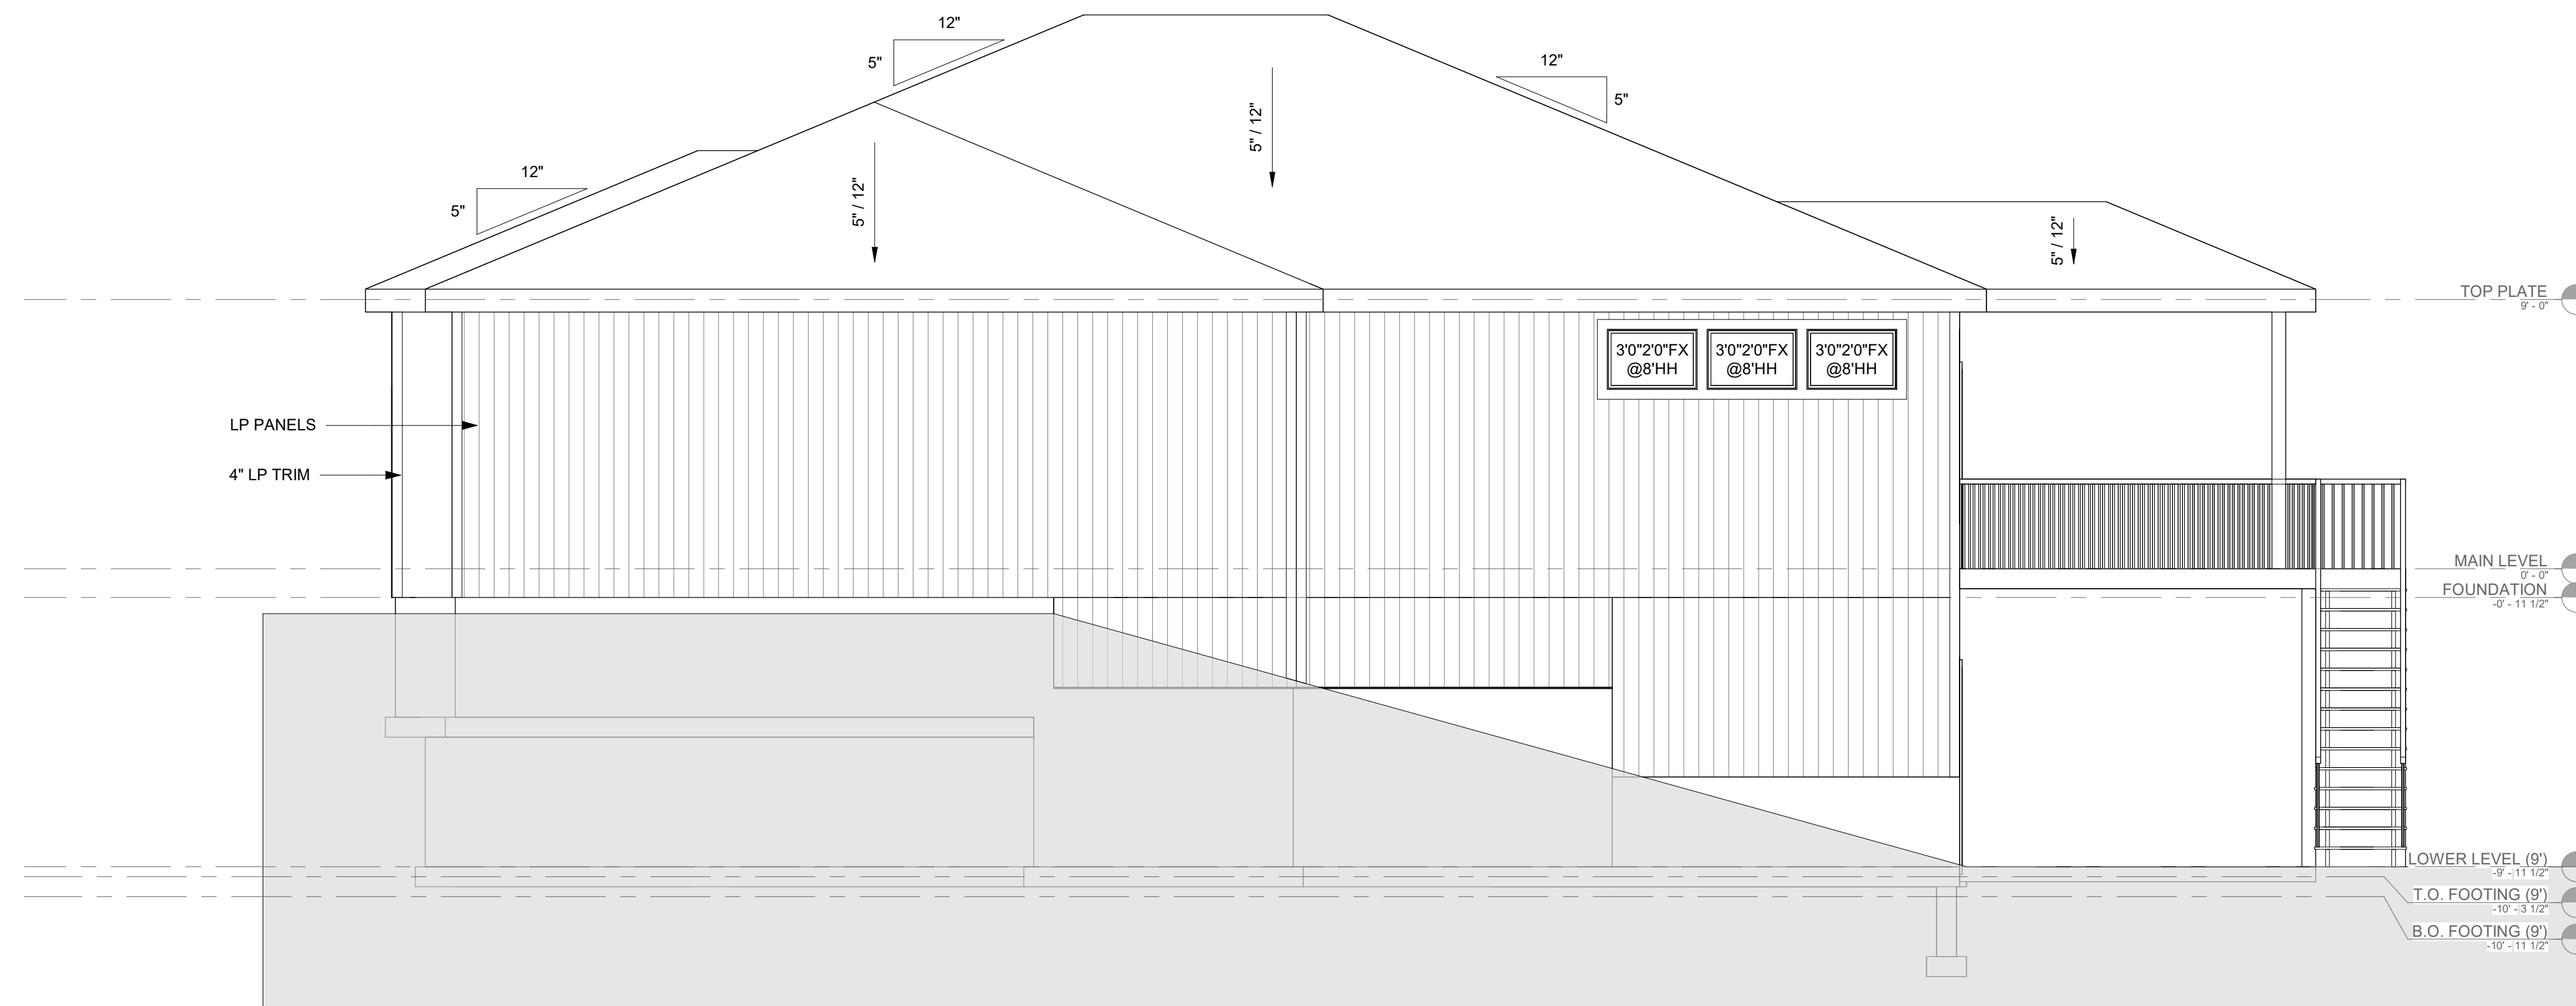 12"
5"
12"
5"
5" / 12"
12"
5"
5" / 12"
5" / 12"
TOP PLATE
9' - 0"
3'0"2'0"FX
@8'HH
3'0"2'0"FX
@8'HH
3'0"2'0"FX
@8'HH
LP PANELS
4" LP TRIM
MAIN LEVEL
0' - 0"
FOUNDATION
-0' - 11 1/2"
LOWER LEVEL (9')
-9' - 11 1/2"
T.O. FOOTING (9')
-10' - 3 1/2"
B.O. FOOTING (9')
-10' - 11 1/2"